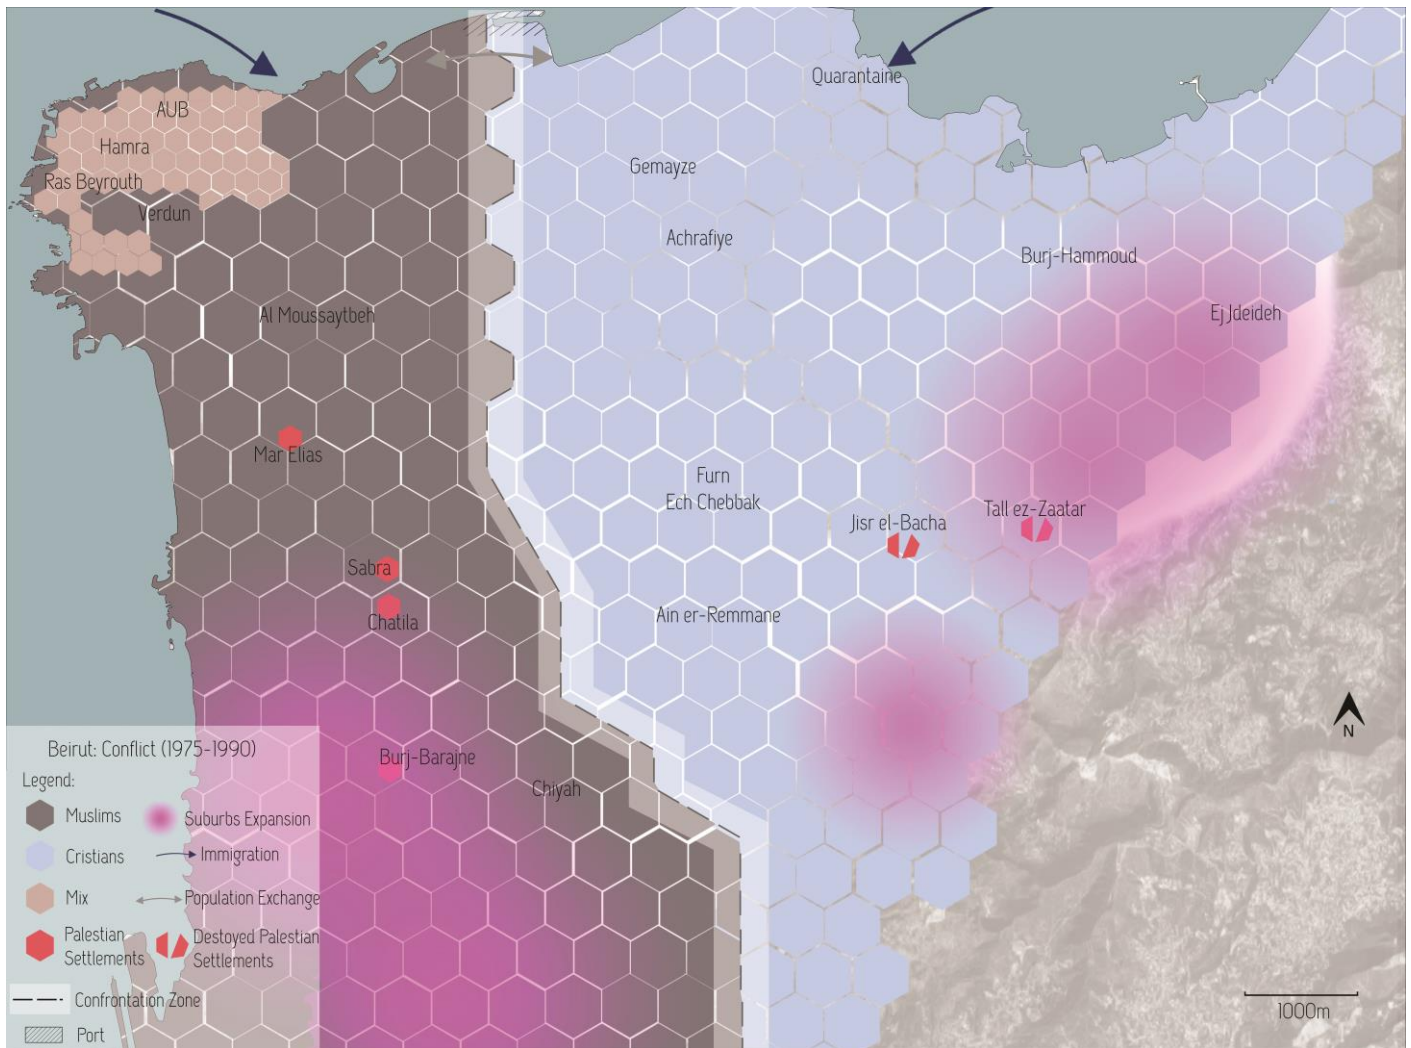 Quarantaine
AUB
Hamra
Gemayze
Ras Beyrouth
Verdun
Achrafiye
Burj-Hammoud
Al Moussaytbeh
Ej Jdeideh
Mar Elias
Furn
Ech Chebbak
Jisr el-Bacha
Tall ez-Zaatar
Sabra
Chatila
Ain er-Remmane
Burj-Barajne
Chiyah
N
1000m
Beirut: Conflict (1975-1990)
Legend:
Muslims
Suburbs Expansion
Cristians
Immigration
Mix
Population Exchange
Palestian
Settlements
Destoyed Palestian
Settlements
Confrontation Zone
Port